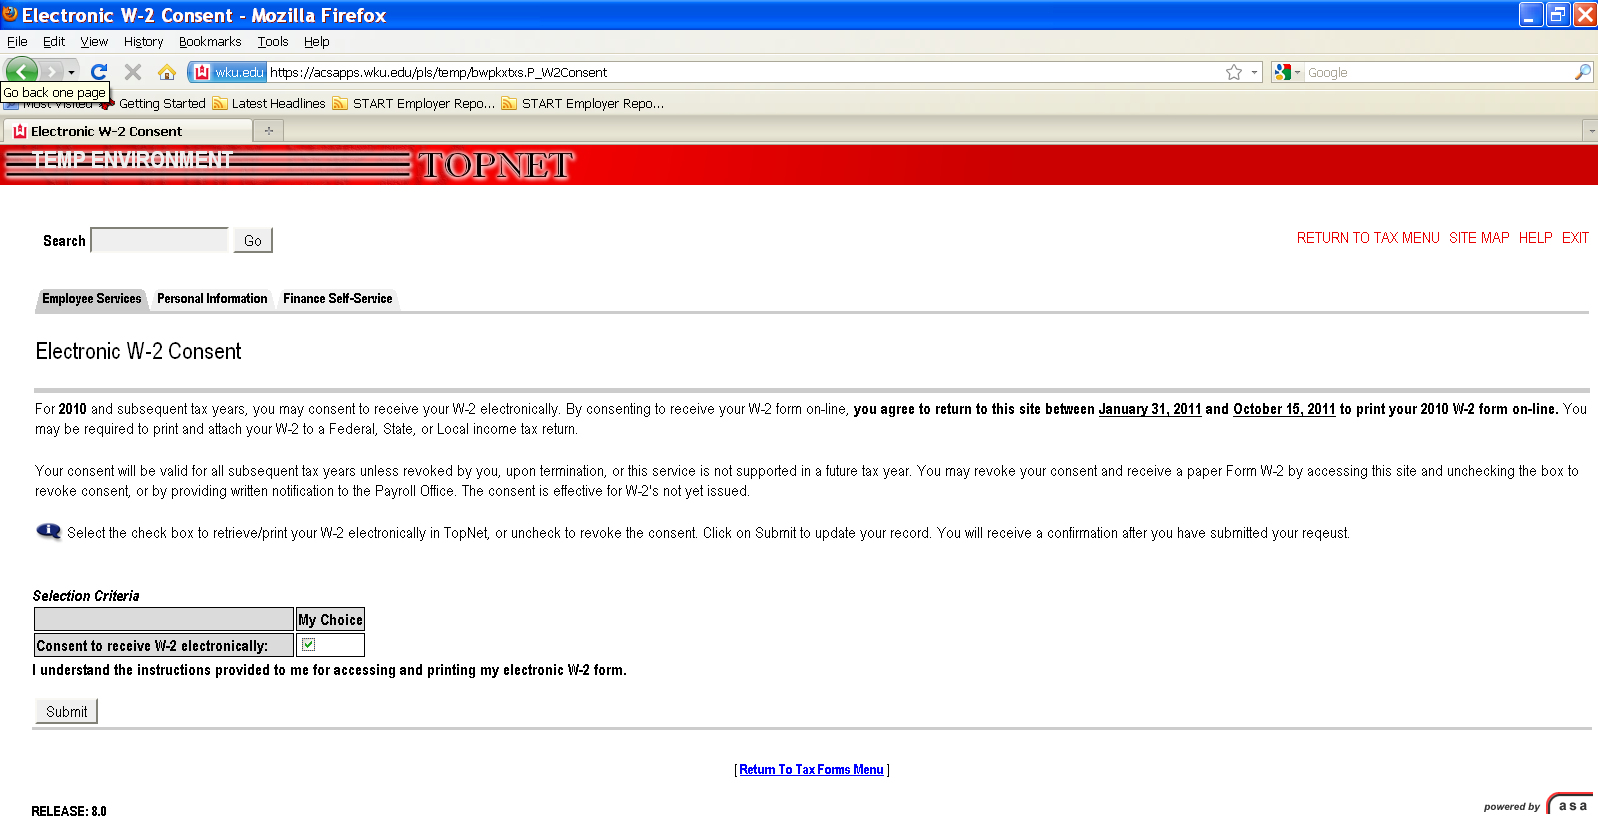 Electronic W-2 Consent - Mozilla Firefox
File Edit View History Bookmarks Tools Help
wku.edu https://acsapps.wku.edu/pls/temp/bwpkxtxs.P_W2Consent Google
Go back one page
Most Visited Getting Started Latest Headlines START Employer Repo... START Employer Repo...
Electronic W-2 Consent
TEMP ENVIRONMENT TOPNET
Search Go
RETURN TO TAX MENU SITE MAP HELP EXIT
Employee Services Personal Information Finance Self-Service
Electronic W-2 Consent
For 2010 and subsequent tax years, you may consent to receive your W-2 electronically. By consenting to receive your W-2 form on-line, you agree to return to this site between January 31, 2011 and October 15, 2011 to print your 2010 W-2 form on-line. You
may be required to print and attach your W-2 to a Federal, State, or Local income tax return.
Your consent will be valid for all subsequent tax years unless revoked by you, upon termination, or this service is not supported in a future tax year. You may revoke your consent and receive a paper Form W-2 by accessing this site and unchecking the box to
revoke consent, or by providing written notification to the Payroll Office. The consent is effective for W-2's not yet issued.
Select the check box to retrieve/print your W-2 electronically in TopNet, or uncheck to revoke the consent. Click on Submit to update your record. You will receive a confirmation after you have submitted your reqeust.
Selection Criteria
My Choice
Consent to receive W-2 electronically:
I understand the instructions provided to me for accessing and printing my electronic W-2 form.
Submit
[ Return To Tax Forms Menu ]
RELEASE: 8.0
powered by asa